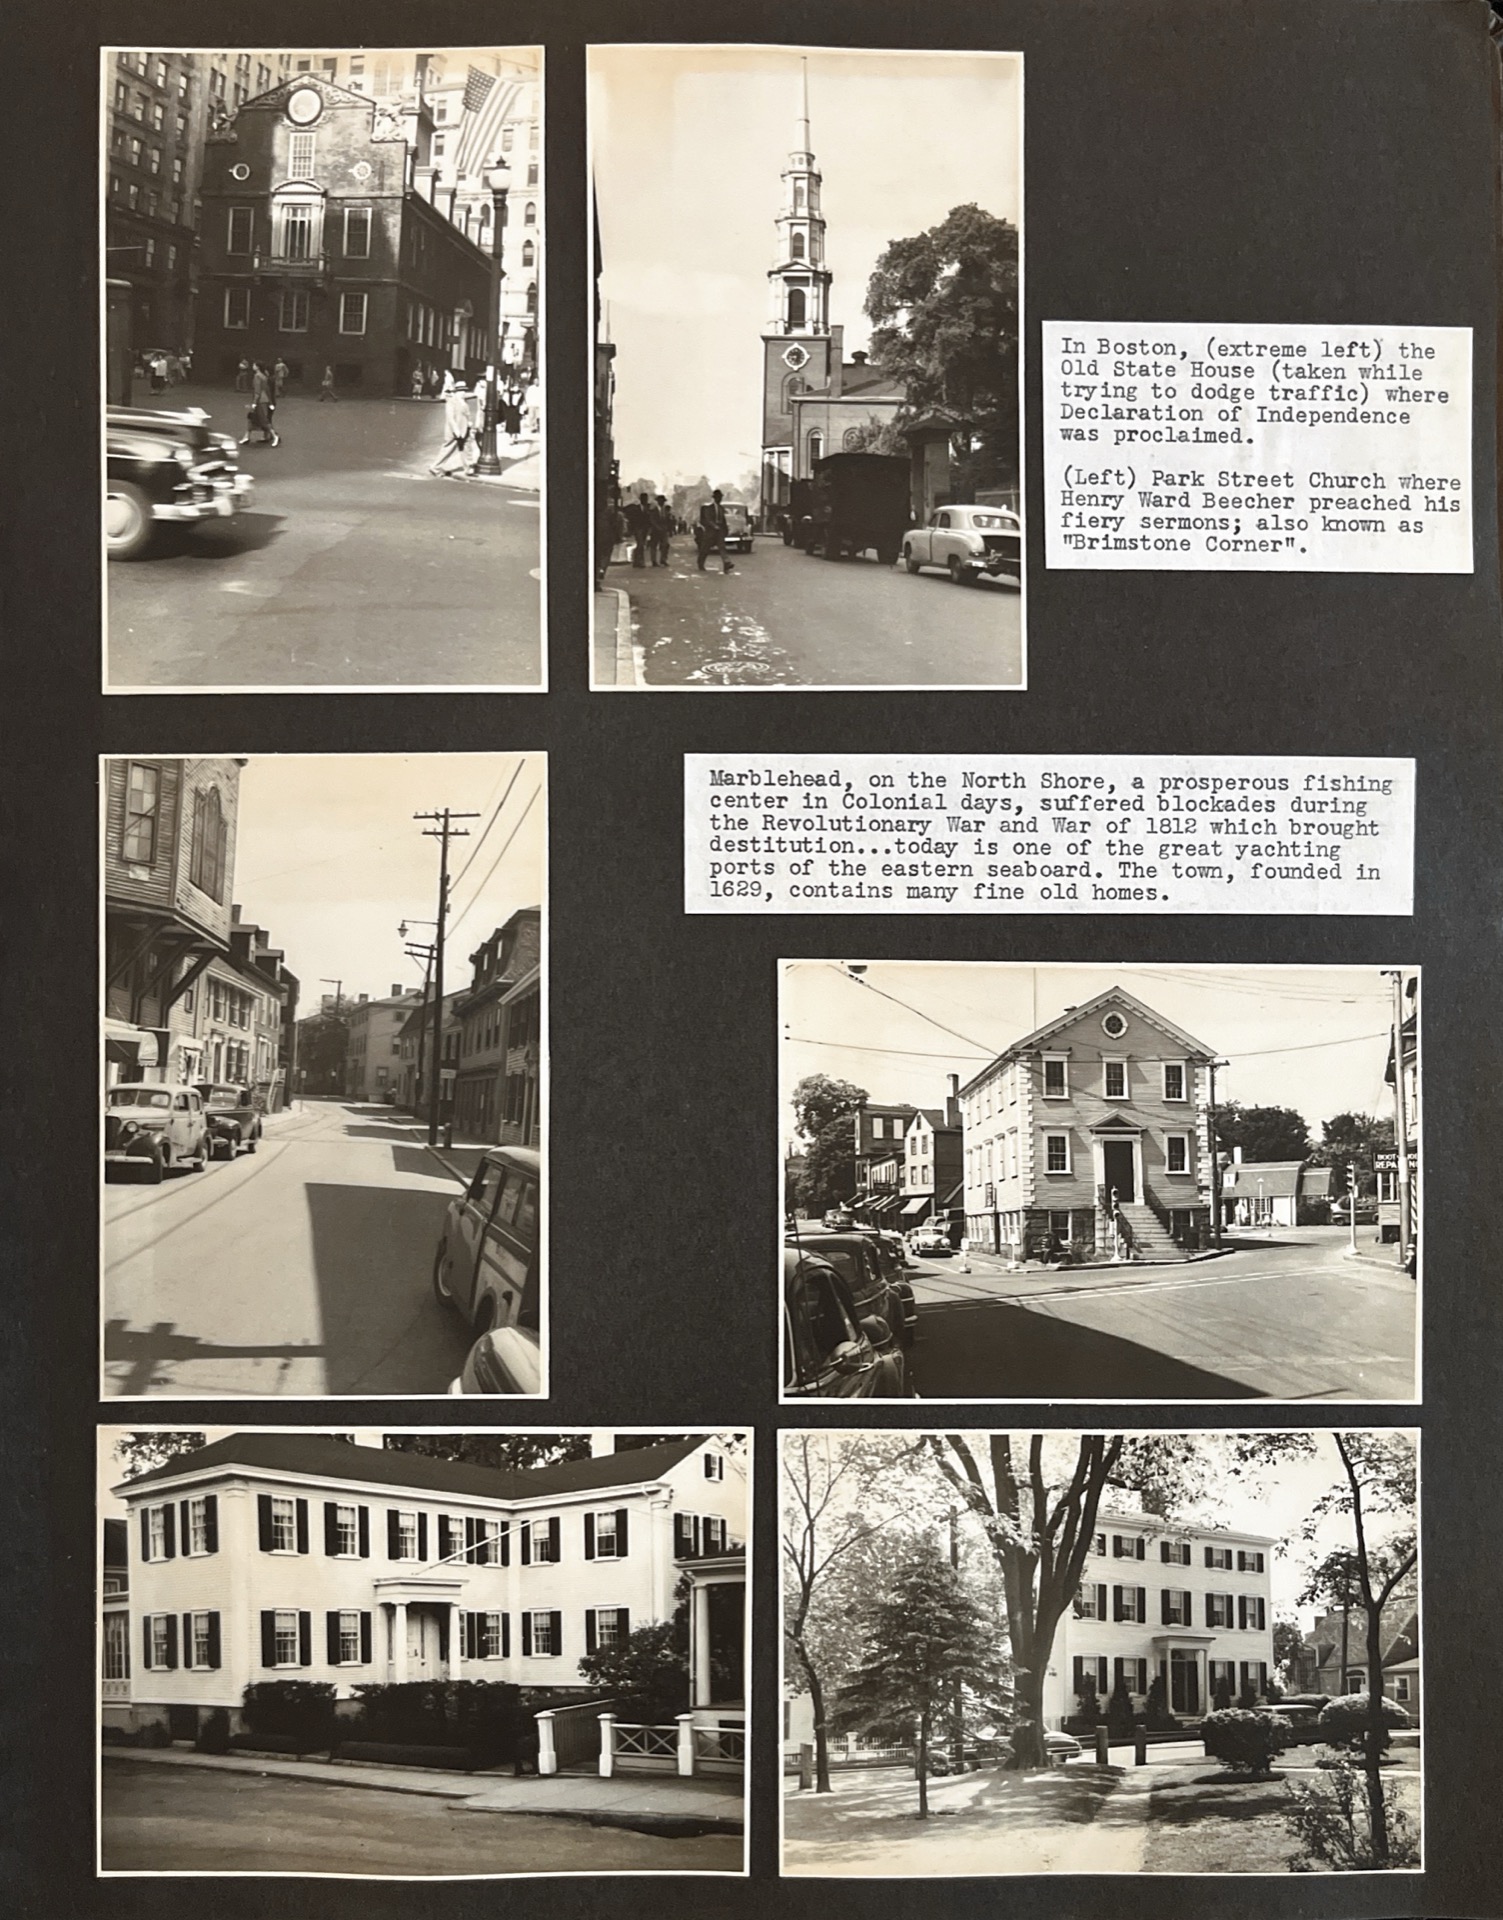 In Boston, (extreme left) the
Old State House (taken while
trying to dodge traffic) where
Declaration of Independence
was proclaimed.
(Left) Park Street Church where
Henry Ward Beecher preached his
fiery sermons; also known as
"Brimstone Corner".
Marblehead, on the North Shore, a prosperous fishing
center in Colonial days, suffered blockades during
the Revolutionary War and War of 1812 which brought
destitution...today is one of the great yachting
ports of the eastern seaboard. The town, founded in
1629, contains many fine old homes.
BOOT